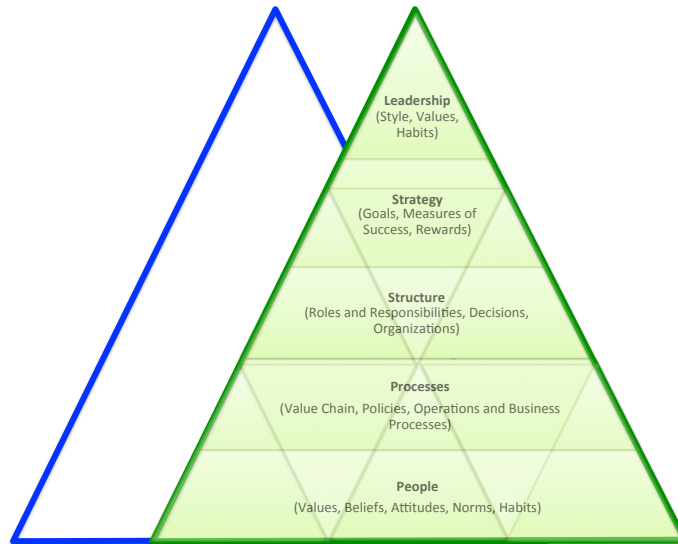 Leadership
(Style, Values,
Habits)
Strategy
(Goals, Measures of
Success, Rewards)
Structure
(Roles and Responsibilities, Decisions,
Organizations)
Processes
(Value Chain, Policies, Operations and Business
Processes)
People
(Values, Beliefs, Attitudes, Norms, Habits)